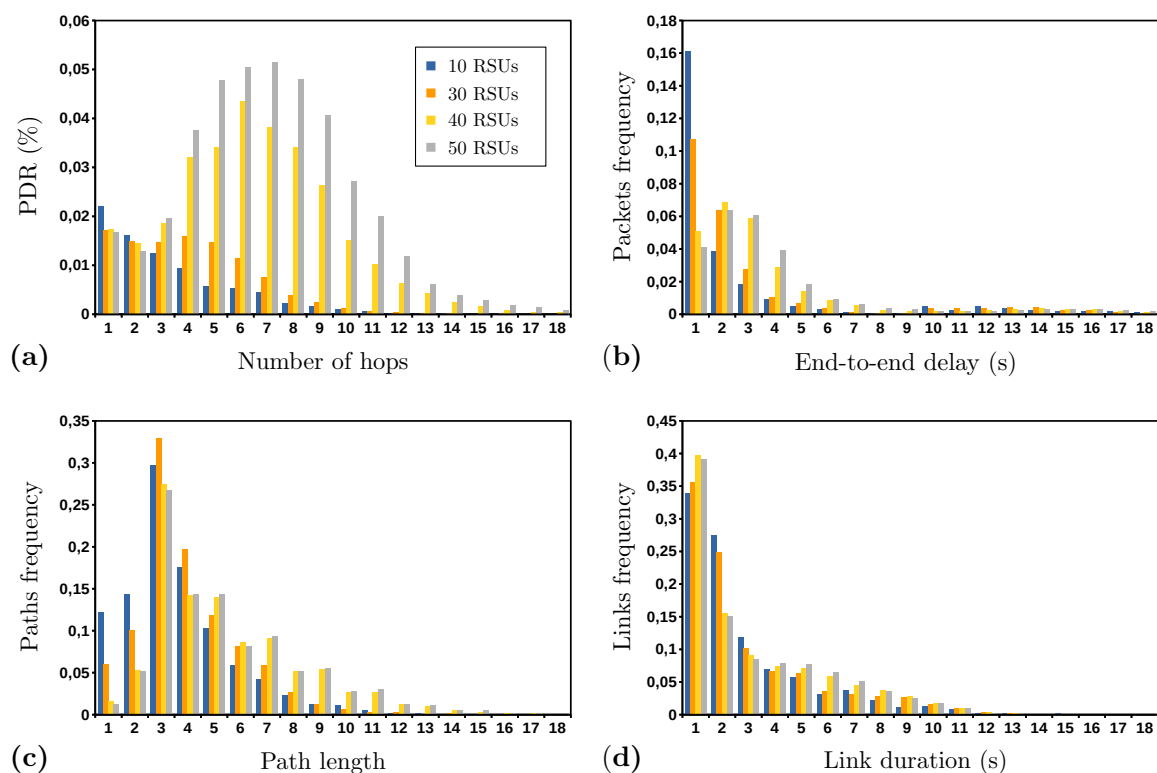 0,06
0,05
0,04
0,03
0,02
0,01
0
PDR (%)
10 RSUs
30 RSUs
40 RSUs
50 RSUs
1 2 3 4 5 6 7 8 9 10 11 12 13 14 15 16 17 18
(a) Number of hops
0,18
0,16
0,14
0,12
0,1
0,08
0,06
0,04
0,02
0
Packets frequency
1 2 3 4 5 6 7 8 9 10 11 12 13 14 15 16 17 18
(b) End-to-end delay (s)
0,35
0,3
0,25
0,2
0,15
0,1
0,05
0
Paths frequency
1 2 3 4 5 6 7 8 9 10 11 12 13 14 15 16 17 18
(c) Path length
0,45
0,4
0,35
0,3
0,25
0,2
0,15
0,1
0,05
0
Links frequency
1 2 3 4 5 6 7 8 9 10 11 12 13 14 15 16 17 18
(d) Link duration (s)